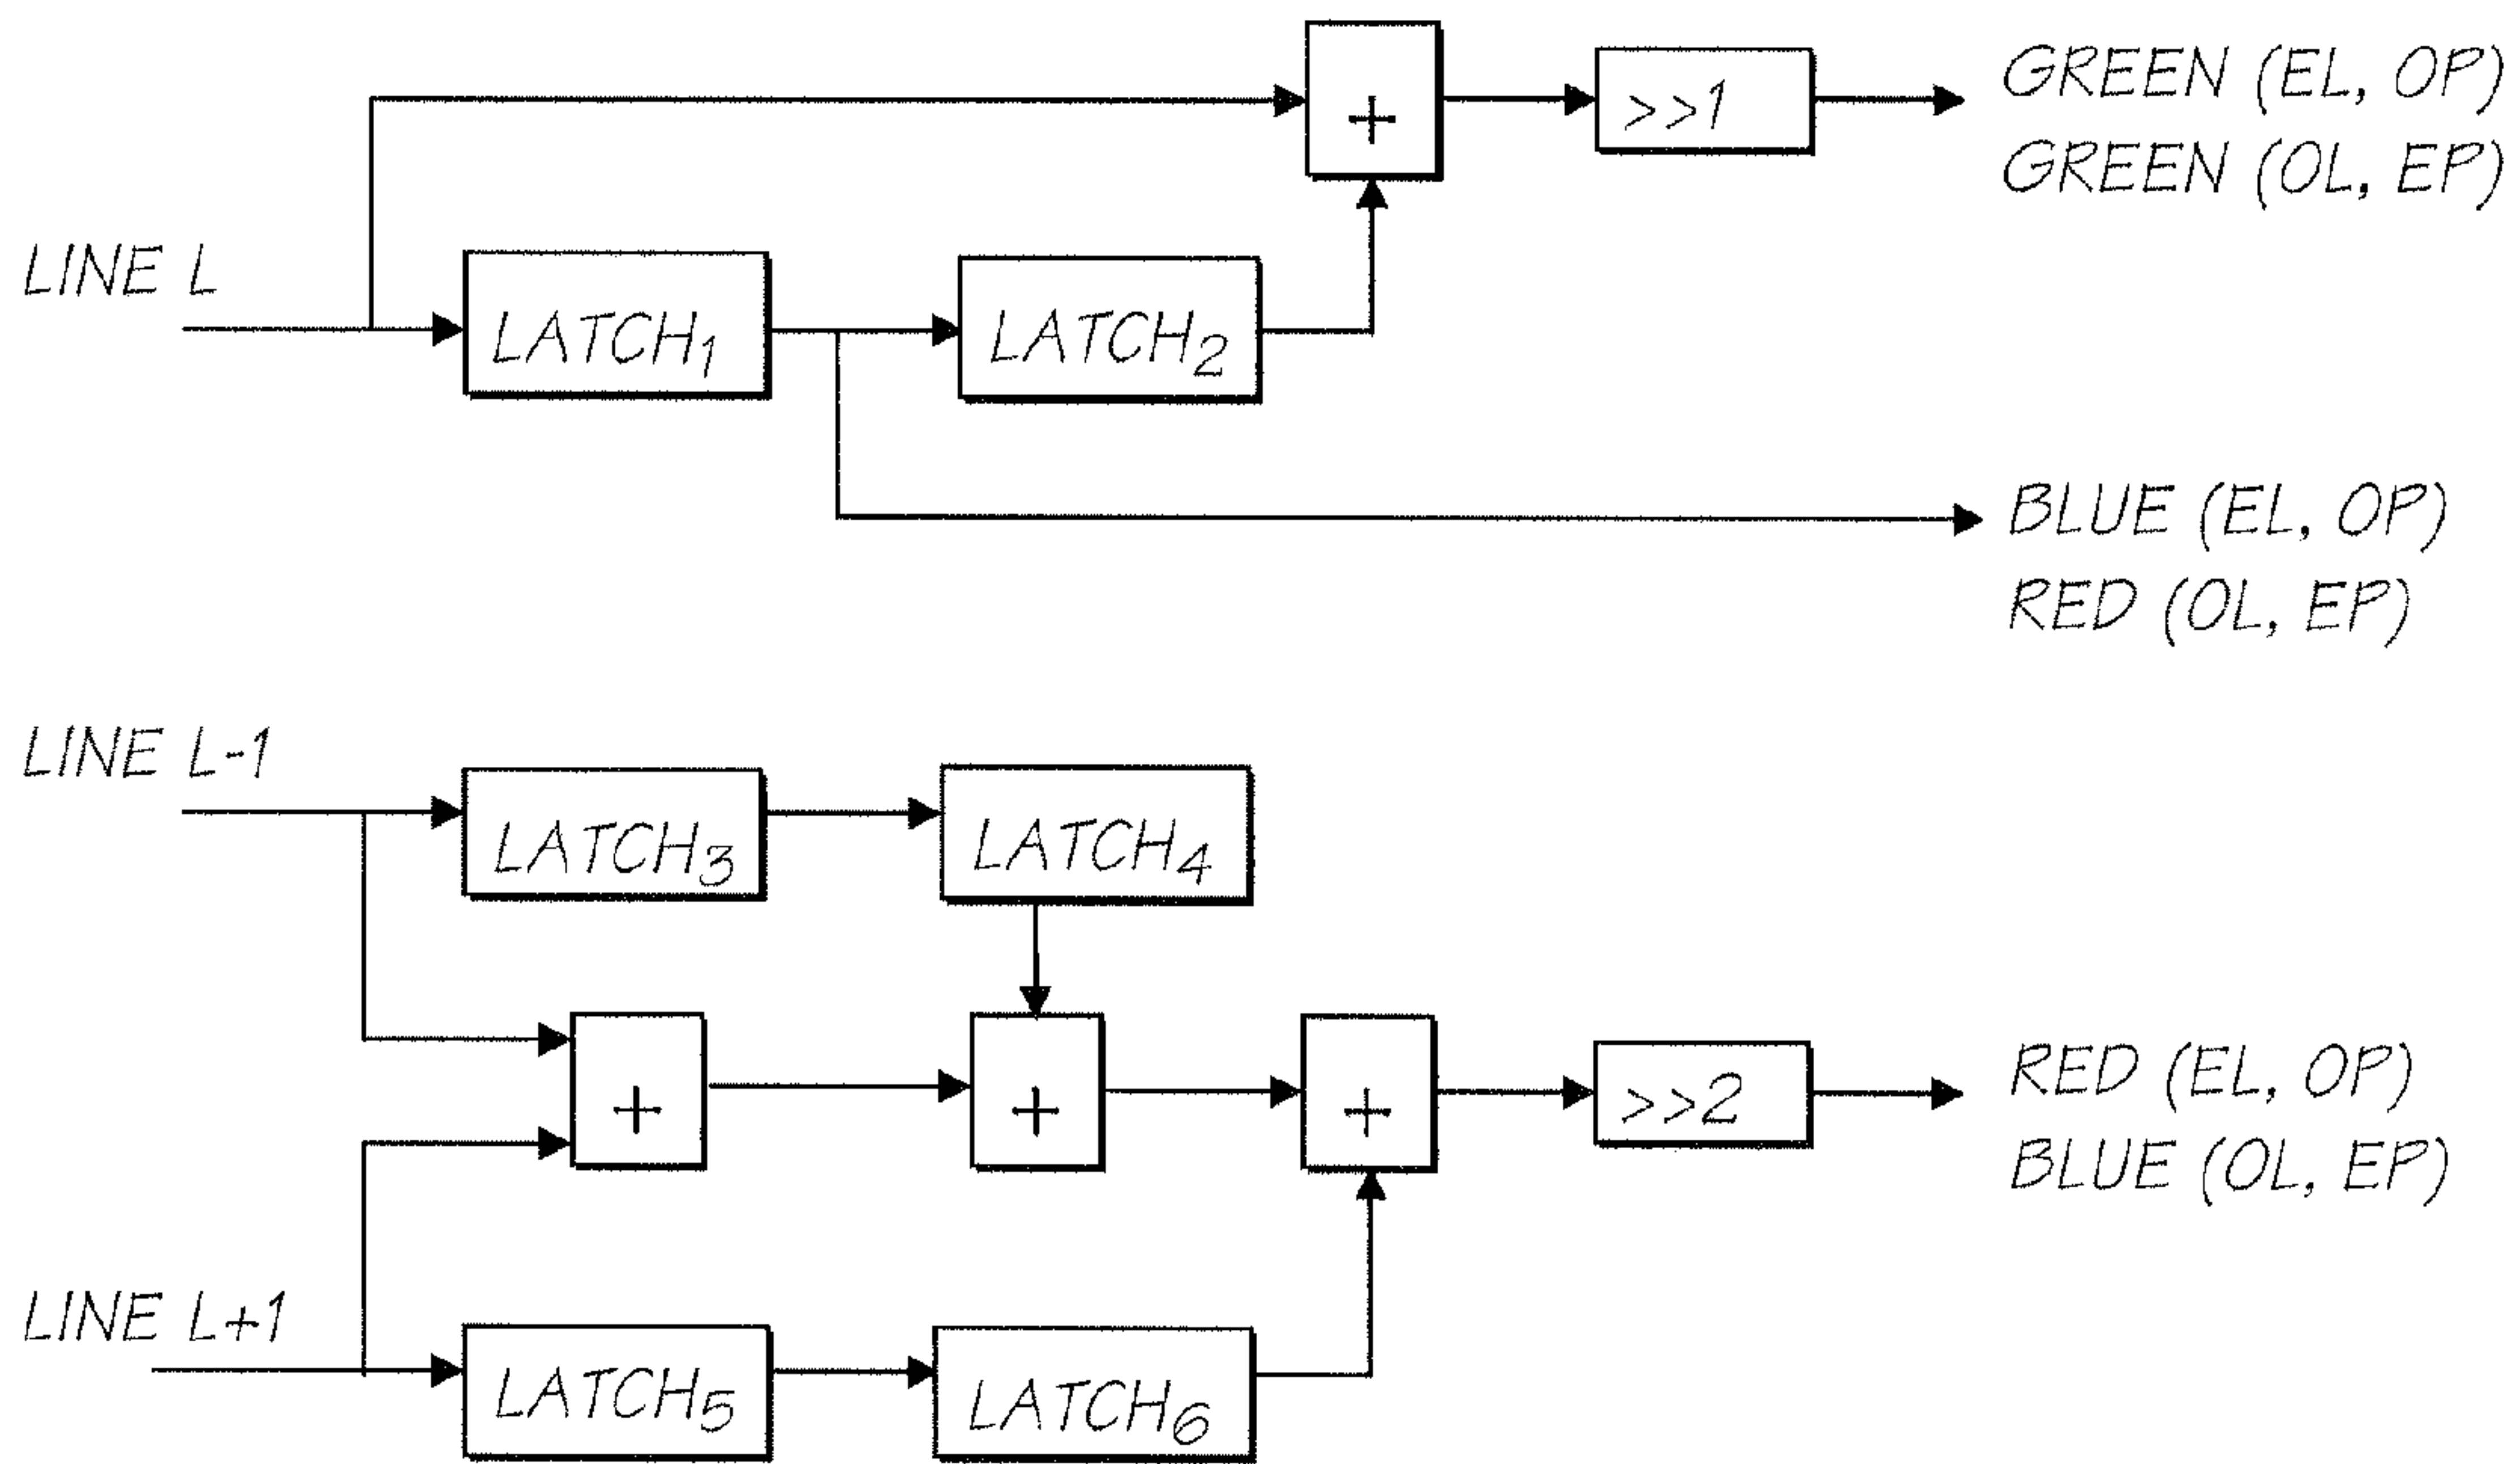 GREEN (EL, OP)
+
>>1
GREEN (OL, EP)
LINE L
LATCH1
LATCH2
BLUE (EL, OP)
RED (OL, EP)
LINE L-1
LATCH3
LATCH4
+
+
+
>>2
RED (EL, OP)
BLUE (OL, EP)
LINE L+1
LATCH5
LATCH6